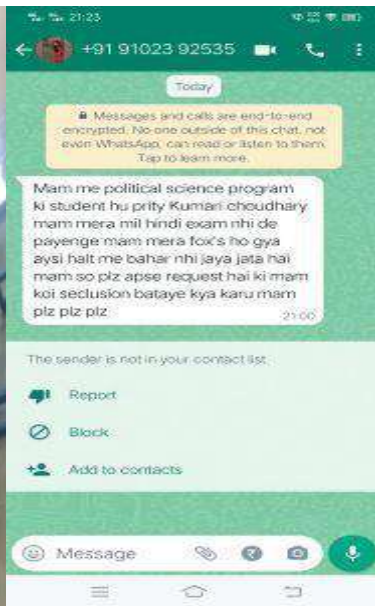 21:23
+91 91023 92535
Today
Messages and calls are end-to-end
encrypted. No one outside of this chat, not
even WhatsApp, can read or listen to them.
Tap to learn more.
Mam me political science program
ki student hu prity Kumari choudhary
mam mera mil hindi exam nhi de
payenge mam mera fox's ho gya
aysi halt me bahar nhi jaya jata hai
mam so plz apse request hai ki mam
koi seclusion bataye kya karu mam
plz plz plz
21:00
The sender is not in your contact list
Report
Block
Add to contacts
Message